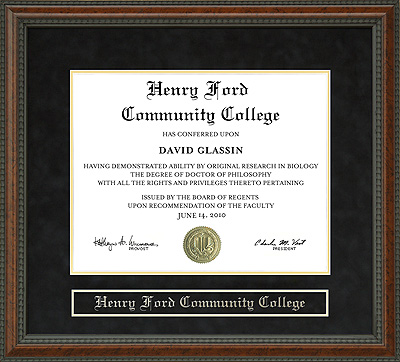 Henry Ford
Community College
HAS CONFERRED UPON
DAVID GLASSIN
HAVING DEMONSTRATED ABILITY BY ORIGINAL RESEARCH IN BIOLOGY
THE DEGREE OF DOCTOR OF PHILOSOPHY
WITH ALL THE RIGHTS AND PRIVILEGES THERETO PERTAINING
ISSUED BY THE BOARD OF REGENTS
UPON RECOMMENDATION OF THE FACULTY
JUNE 14, 2010
PROVOST
PRESIDENT
Henry Ford Community College